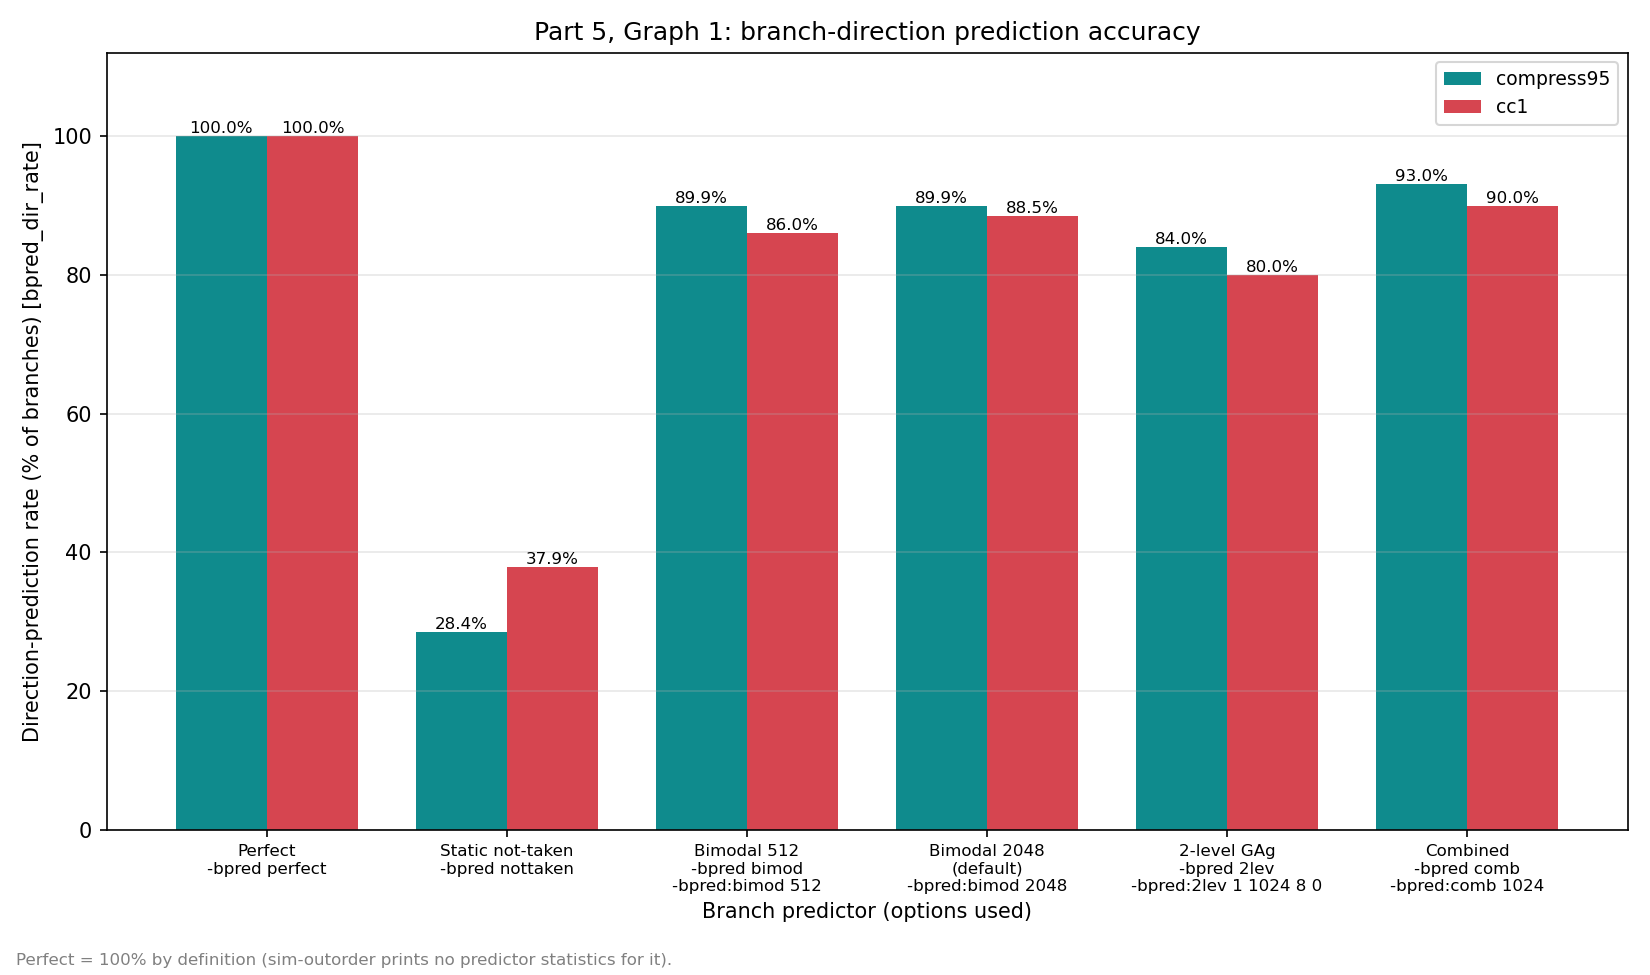 Part 5, Graph 1: branch-direction prediction accuracy
compress95
cc1
Direction-prediction rate (% of branches) [bpred_dir_rate]
100
80
60
40
20
0
100.0%
100.0%
28.4%
37.9%
89.9%
86.0%
89.9%
88.5%
84.0%
80.0%
93.0%
90.0%
Perfect
-bpred perfect
Static not-taken
-bpred nottaken
Bimodal 512
-bpred bimod
-bpred:bimod 512
Bimodal 2048
(default)
-bpred:bimod 2048
2-level GAg
-bpred 2lev
-bpred:2lev 1 1024 8 0
Combined
-bpred comb
-bpred:comb 1024
Branch predictor (options used)
Perfect = 100% by definition (sim-outorder prints no predictor statistics for it).